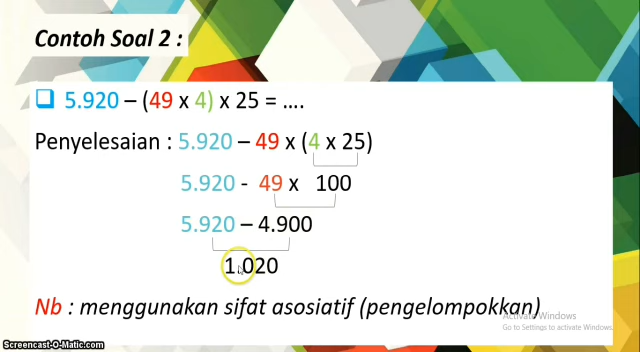 Contoh Soal 2 :
❑ 5.920 – (49 x 4) x 25 = ....
Penyelesaian : 5.920 – 49 x (4 x 25)
5.920 - 49 x 100
5.920 – 4.900
1.020
Nb : menggunakan sifat asosiatif (pengelompokkan)
Activate Windows
Go to Settings to activate Windows.
Screencast-O-Matic.com